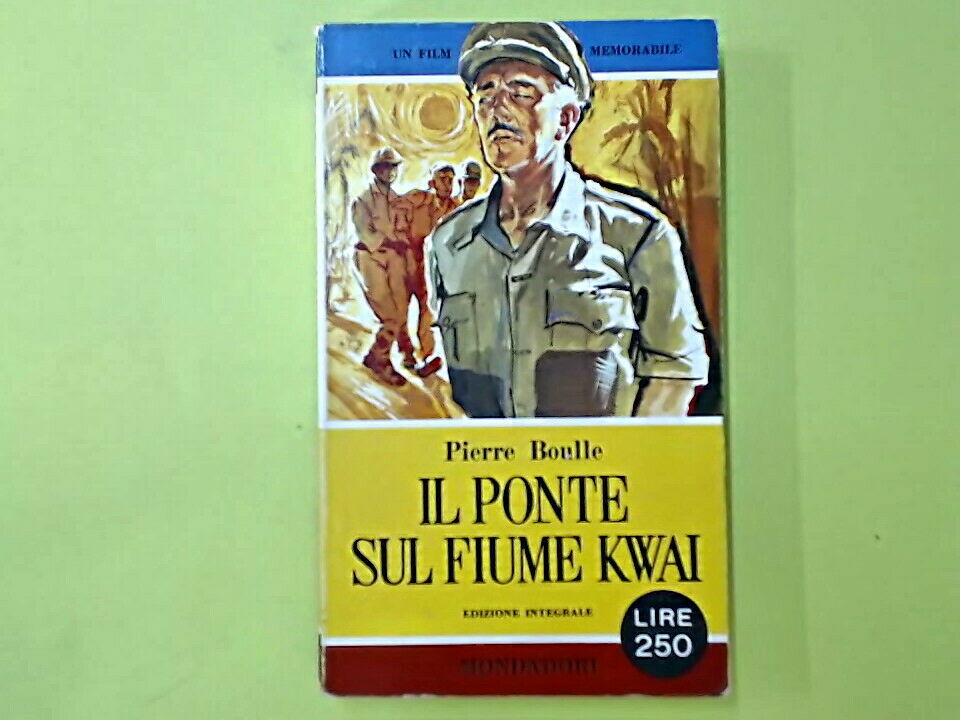 UN FILM MEMORABILE
Pierre Boulle
IL PONTE
SUL FIUME KWAI
EDIZIONE INTEGRALE
LIRE
250
MONDADORI